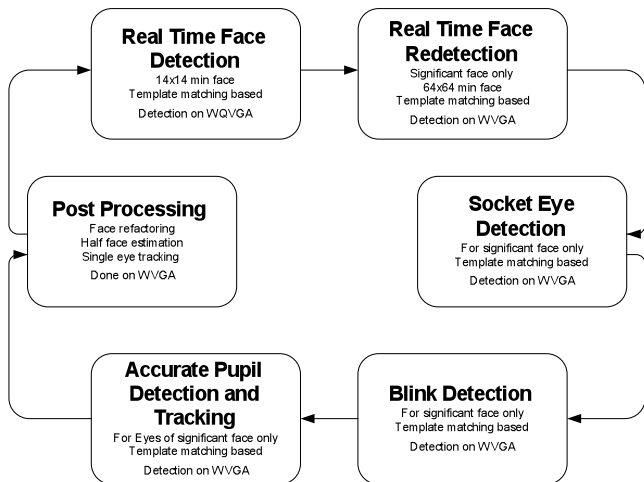 Real Time Face
Detection
14x14 min face
Template matching based
Detection on WQVGA
Real Time Face
Redetection
Significant face only
64x64 min face
Template matching based
Detection on WVGA
Socket Eye
Detection
For significant face only
Template matching based
Detection on WVGA
Blink Detection
For significant face only
Template matching based
Detection on WVGA
Accurate Pupil
Detection and
Tracking
For Eyes of significant face only
Template matching based
Detection on WVGA
Post Processing
Face refactoring
Half face estimation
Single eye tracking
Done on WVGA